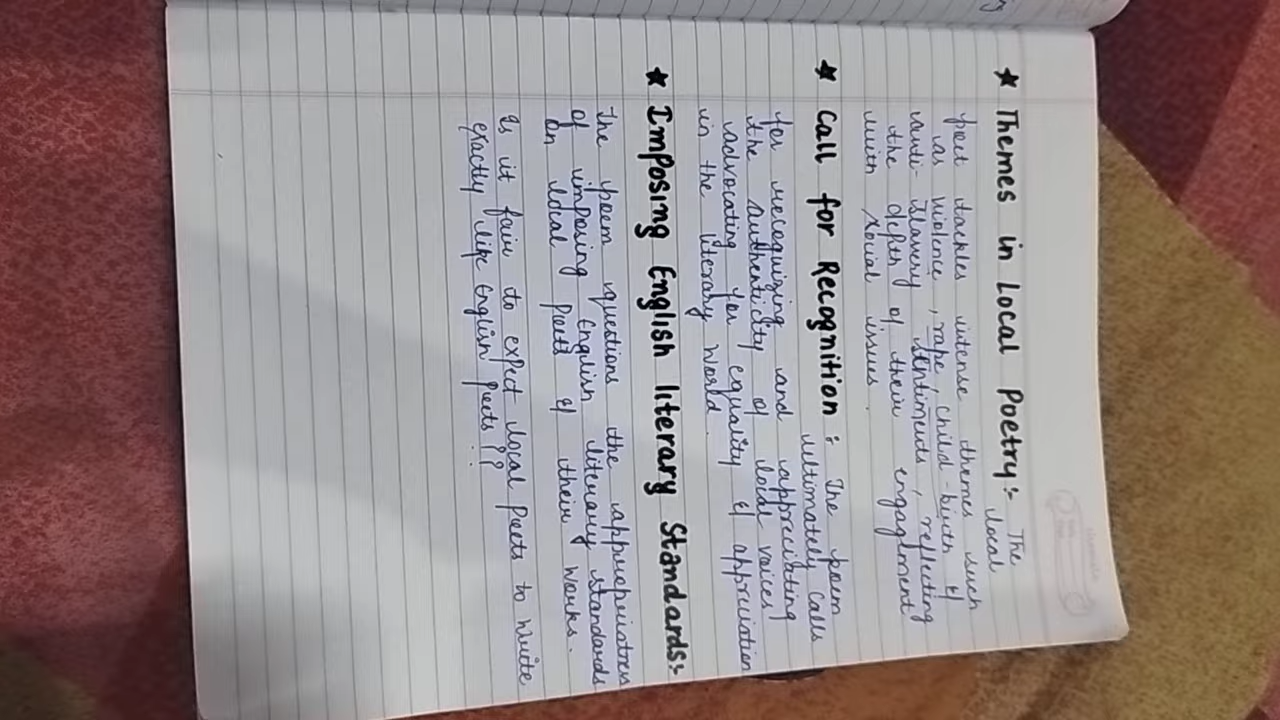 ★ Themes in Local Poetry:- The
local
poet tackles intense themes such
as violence, rape, child-birth &
anti-slavery sentiments, reflecting
the depth of their engagement
with social issues.
★ Call for Recognition: The poem
ultimately calls
for recognizing and appreciating
the authenticity of local voices,
advocating for equality & appreciation
in the literary world.
★ Imposing English literary Standards:-
The poem questions the appropriatnes
of imposing English literary standards
on local poets & their works.
Is it fair to expect local poets to write
exactly like English poets??